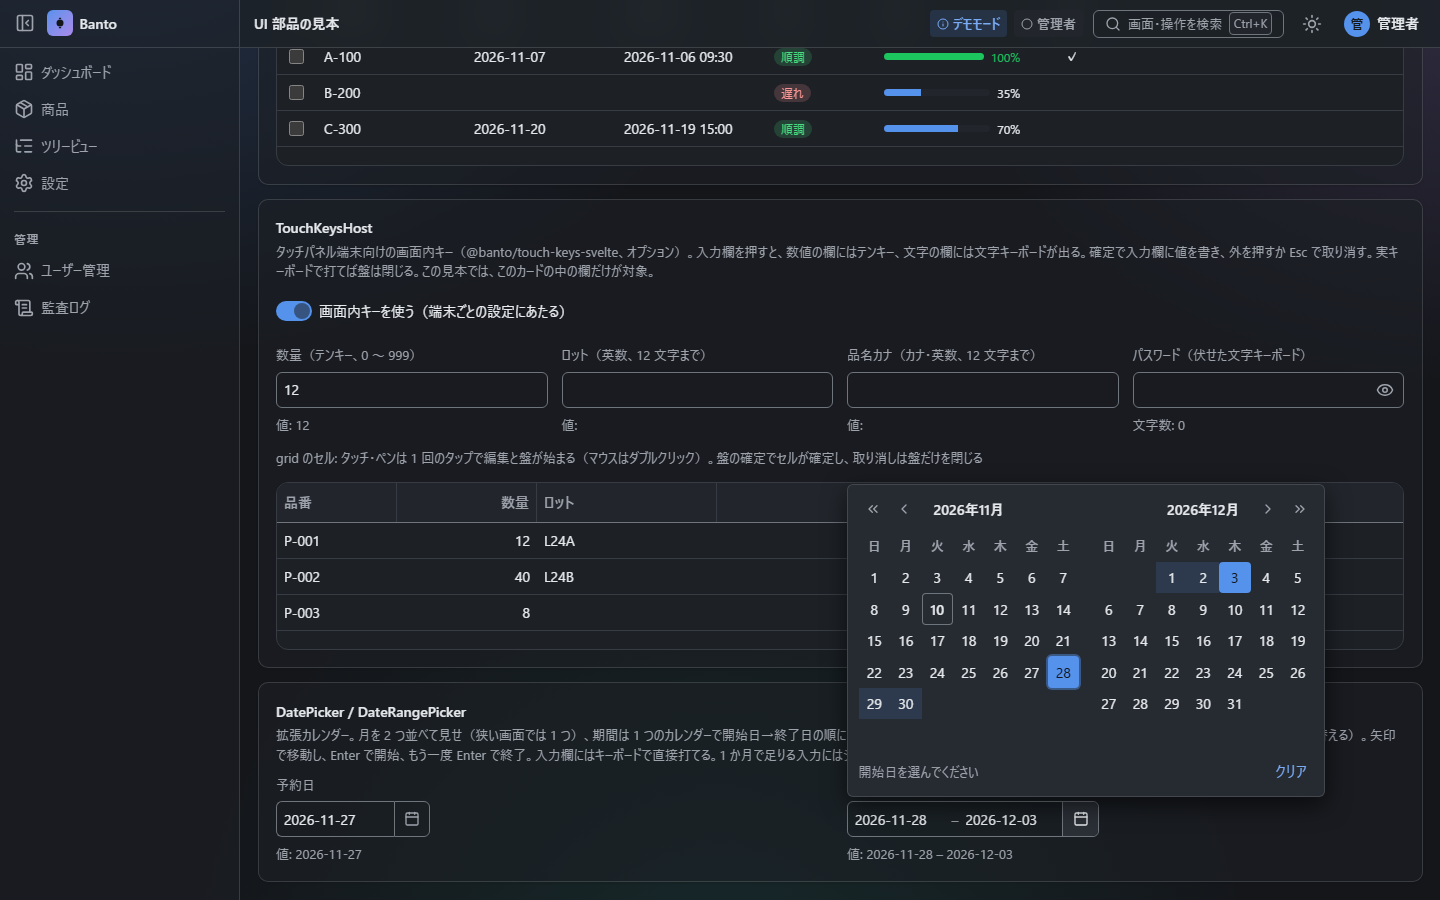 Banto
UI 部品の見本
デモモード
管理者
画面・操作を検索
Ctrl+K
管
管理者
ダッシュボード
商品
ツリービュー
設定
管理
ユーザー管理
監査ログ
A-100 2026-11-07 2026-11-06 09:30 順調 100% ✓
B-200 遅れ 35%
C-300 2026-11-20 2026-11-19 15:00 順調 70%
TouchKeysHost
タッチパネル端末向けの画面内キー（@banto/touch-keys-svelte、オプション）。入力欄を押すと、数値の欄にはテンキー、文字の欄には文字キーボードが出る。確定で入力欄に値を書き、外を押すか Esc で取り消す。実キ
ーボードで打てば盤は閉じる。この見本では、このカードの中の欄だけが対象。
画面内キーを使う（端末ごとの設定にあたる）
数量（テンキー、0 ～ 999） ロット（英数、12 文字まで） 品名カナ（カナ・英数、12 文字まで） パスワード（伏せた文字キーボード）
12
値: 12 値: 値: 文字数: 0
grid のセル: タッチ・ペンは 1 回のタップで編集と盤が始まる（マウスはダブルクリック）。盤の確定でセルが確定し、取り消しは盤だけを閉じる
品番 数量 ロット
P-001 12 L24A
P-002 40 L24B
P-003 8
2026年11月 2026年12月
日 月 火 水 木 金 土 日 月 火 水 木 金 土
1 2 3 4 5 6 7 1 2 3 4 5
8 9 10 11 12 13 14 6 7 8 9 10 11 12
15 16 17 18 19 20 21 13 14 15 16 17 18 19
22 23 24 25 26 27 28 20 21 22 23 24 25 26
29 30 27 28 29 30 31
開始日を選んでください クリア
DatePicker / DateRangePicker
拡張カレンダー。月を 2 つ並べて見せ（狭い画面では 1 つ）、期間は 1 つのカレンダーで開始日→終了日の順に
える）。矢印
で移動し、Enter で開始、もう一度 Enter で終了。入力欄にはキーボードで直接打てる。1 か月で足りる入力には
予約日
2026-11-27 2026-11-28 – 2026-12-03
値: 2026-11-27 値: 2026-11-28 – 2026-12-03